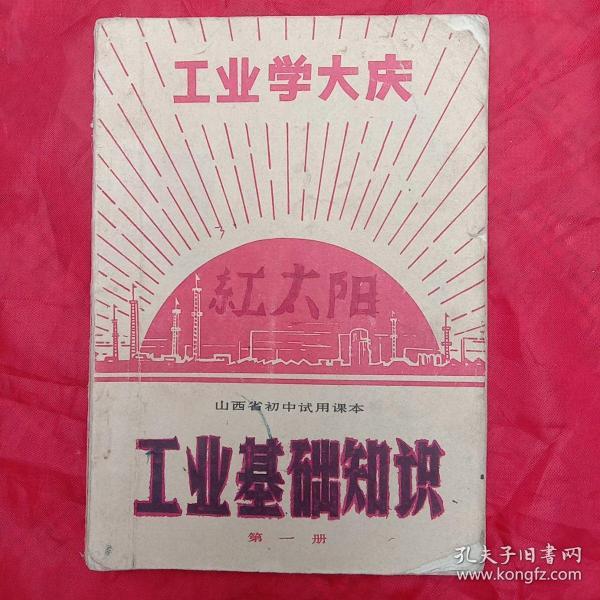 工业学大庆
红太阳
山西省初中试用课本
工业基础知识
第一册
孔夫子旧书网
www.kongfz.com